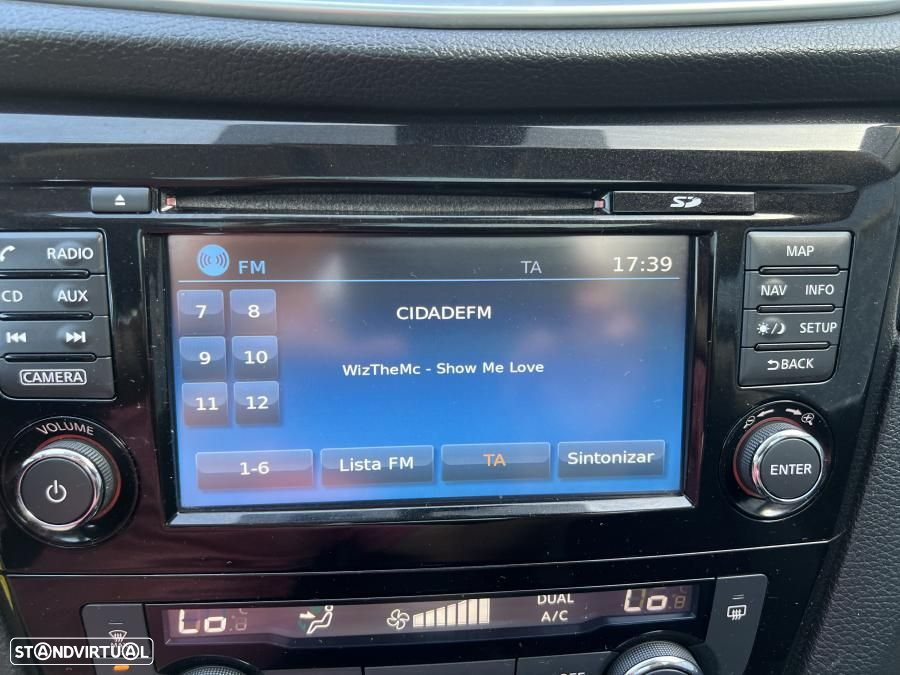 SD
RADIO
CD AUX
CAMERA
VOLUME
FM TA 17:39
7 8
9 10
11 12
CIDADEFM
WizTheMc - Show Me Love
1-6 Lista FM TA Sintonizar
MAP
NAV INFO
SETUP
BACK
ENTER
Lo DUAL Lo
A/C
OFF
STANDVIRTUAL